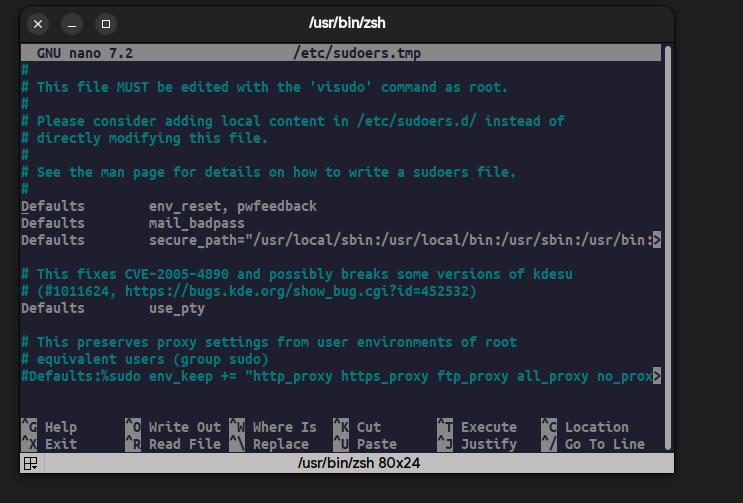 /usr/bin/zsh
GNU nano 7.2 /etc/sudoers.tmp
#
# This file MUST be edited with the 'visudo' command as root.
#
# Please consider adding local content in /etc/sudoers.d/ instead of
# directly modifying this file.
#
# See the man page for details on how to write a sudoers file.
#
Defaults env_reset, pwfeedback
Defaults mail_badpass
Defaults secure_path="/usr/local/sbin:/usr/local/bin:/usr/sbin:/usr/bin:>
# This fixes CVE-2005-4890 and possibly breaks some versions of kdesu
# (#1011624, https://bugs.kde.org/show_bug.cgi?id=452532)
Defaults use_pty
# This preserves proxy settings from user environments of root
# equivalent users (group sudo)
#Defaults:%sudo env_keep += "http_proxy https_proxy ftp_proxy all_proxy no_prox>
^G Help ^O Write Out ^W Where Is ^K Cut ^T Execute ^C Location
^X Exit ^R Read File ^\ Replace ^U Paste ^J Justify ^/ Go To Line
/usr/bin/zsh 80x24